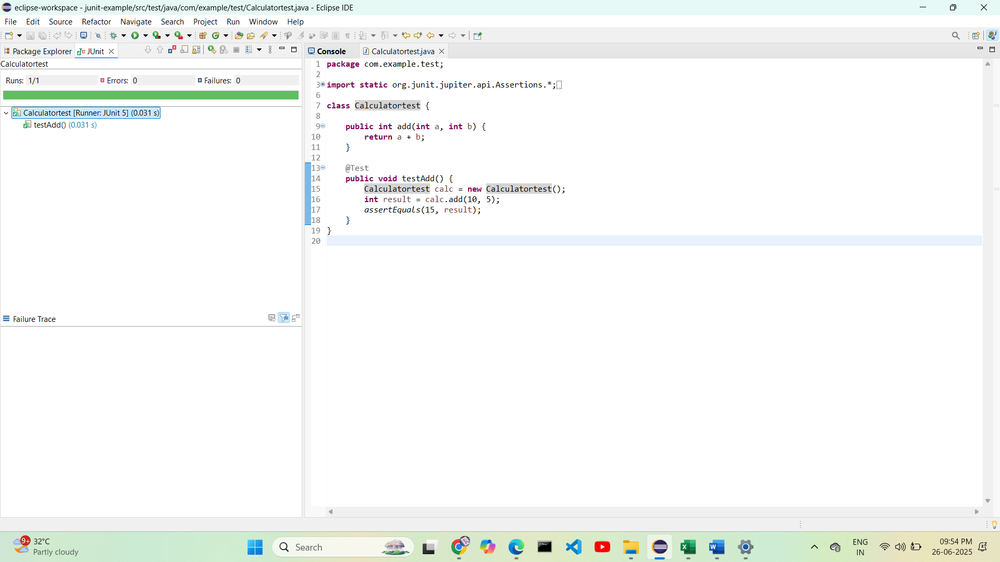 eclipse-workspace - junit-example/src/test/java/com/example/test/Calculatortest.java - Eclipse IDE
File Edit Source Refactor Navigate Search Project Run Window Help
Package Explorer JUnit
Calculatortest
Runs: 1/1 Errors: 0 Failures: 0
Calculatortest [Runner: JUnit 5] (0.031 s)
testAdd() (0.031 s)
Failure Trace
Console Calculatortest.java
1 package com.example.test;
2
3 import static org.junit.jupiter.api.Assertions.*;
6
7 class Calculatortest {
8
9 public int add(int a, int b) {
10 return a + b;
11 }
12
13 @Test
14 public void testAdd() {
15 Calculatortest calc = new Calculatortest();
16 int result = calc.add(10, 5);
17 assertEquals(15, result);
18 }
19 }
20
9+ 32°C
Partly cloudy
Search
ENG
IN
09:54 PM
26-06-2025